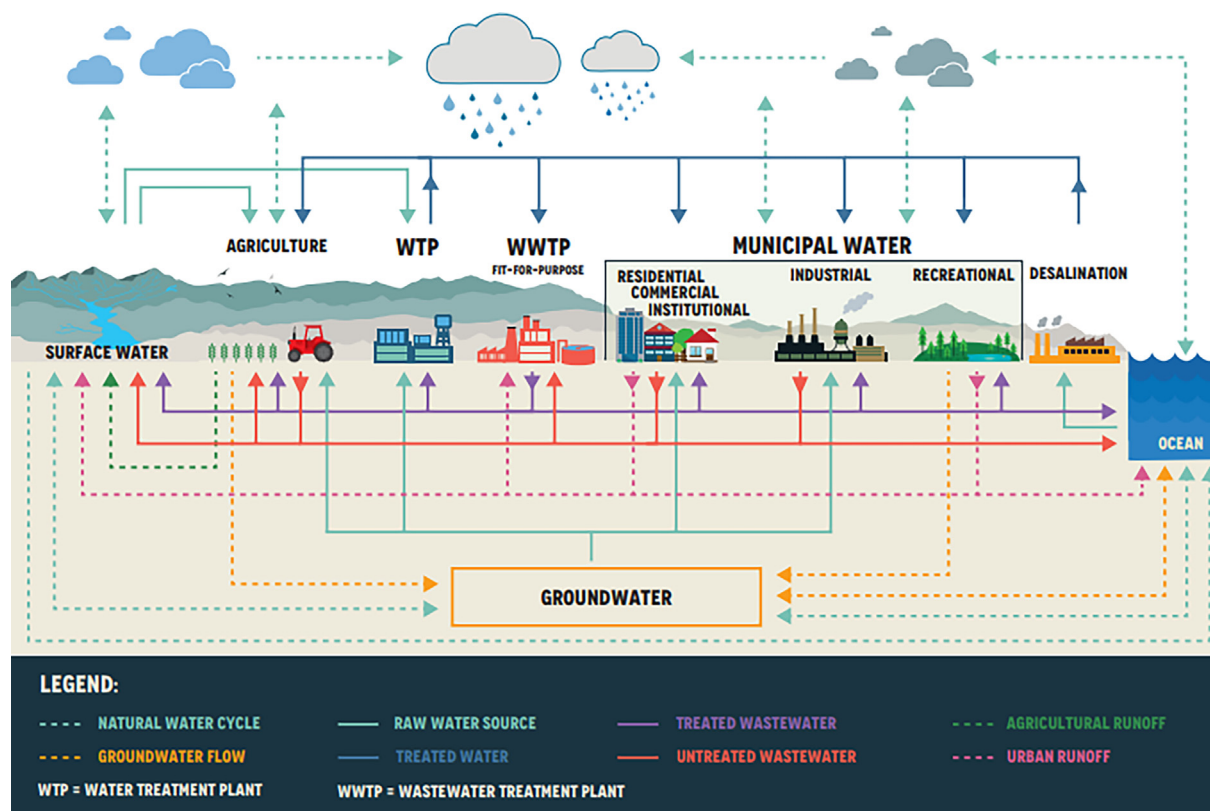 AGRICULTURE
WTP
WWTP
FIT-FOR-PURPOSE
MUNICIPAL WATER
RESIDENTIAL
COMMERCIAL
INSTITUTIONAL
INDUSTRIAL
RECREATIONAL
DESALINATION
SURFACE WATER
OCEAN
GROUNDWATER
LEGEND:
NATURAL WATER CYCLE
RAW WATER SOURCE
TREATED WASTEWATER
AGRICULTURAL RUNOFF
GROUNDWATER FLOW
TREATED WATER
UNTREATED WASTEWATER
URBAN RUNOFF
WTP = WATER TREATMENT PLANT
WWTP = WASTEWATER TREATMENT PLANT